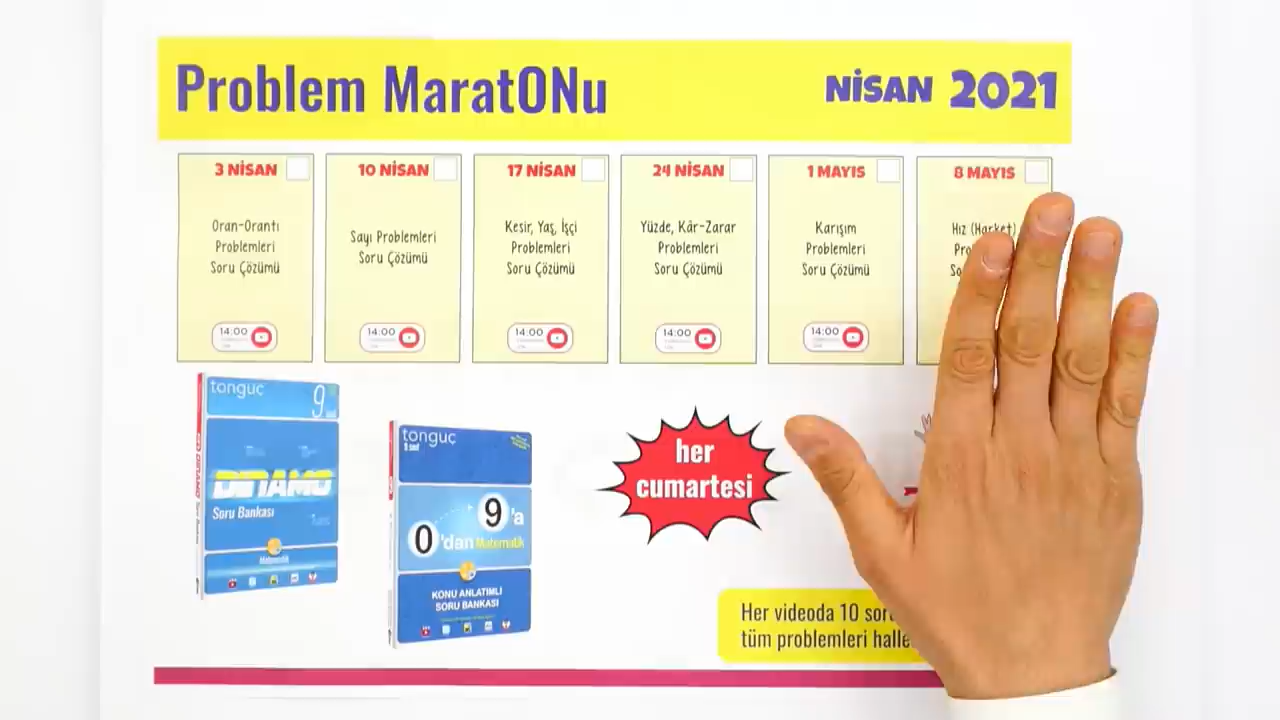 Problem MaratONu
NİSAN 2021
3 NİSAN
Oran-Orantı
Problemleri
Soru Çözümü
14:00
10 NİSAN
Sayı Problemleri
Soru Çözümü
14:00
17 NİSAN
Kesir, Yaş, İşçi
Problemleri
Soru Çözümü
14:00
24 NİSAN
Yüzde, Kâr-Zarar
Problemleri
Soru Çözümü
14:00
1 MAYIS
Karışım
Problemleri
Soru Çözümü
14:00
8 MAYIS
Hız (Harket)
tonguç
9
DİNAMO
Soru Bankası
Matematik
tonguç
9.sınıf
0'dan 9'a
Matematik
KONU ANLATIMLI
SORU BANKASI
her
cumartesi
Her videoda 10
tüm problemleri